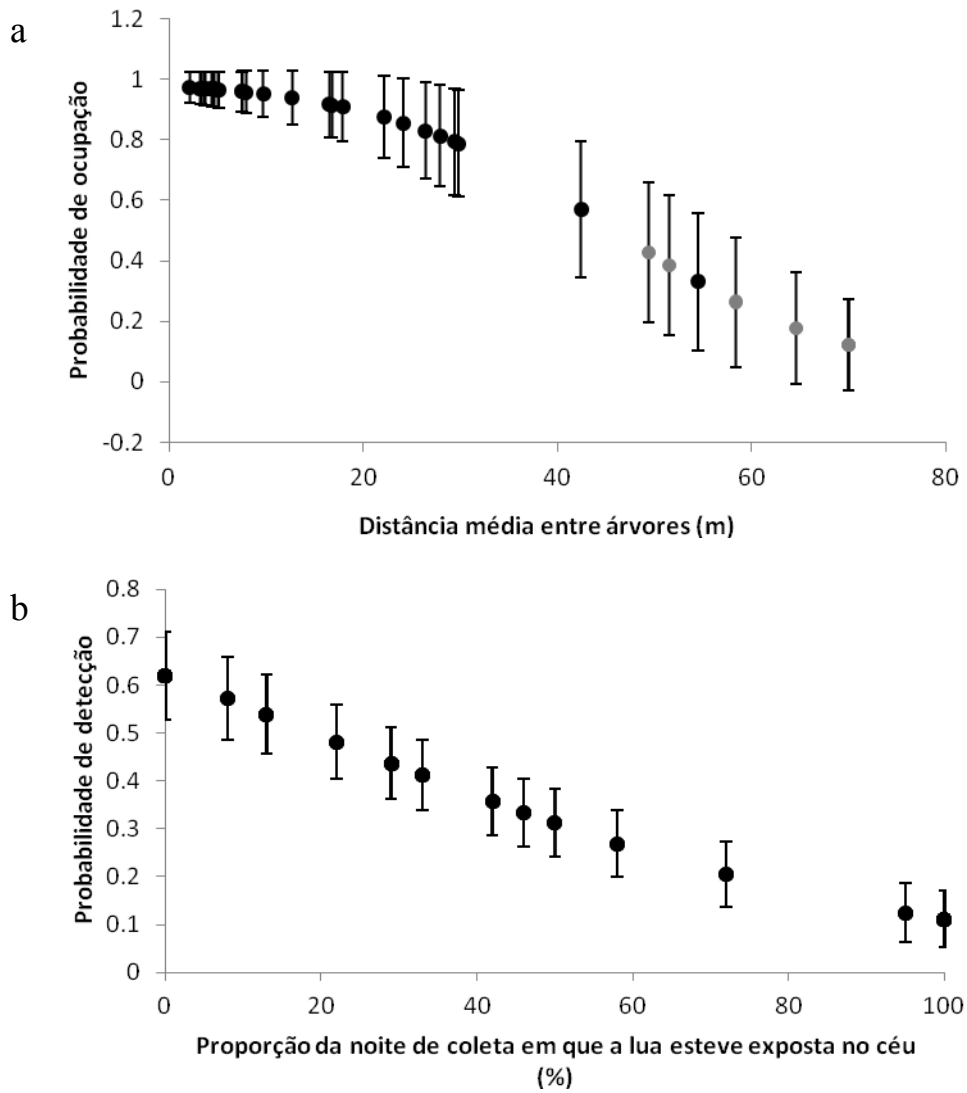 a
1.2
1
0.8
0.6
0.4
0.2
0
-0.2
Probabilidade de ocupação
0 20 40 60 80
Distância média entre árvores (m)
b
0.8
0.7
0.6
0.5
0.4
0.3
0.2
0.1
0
Probabilidade de detecção
0 20 40 60 80 100
Proporção da noite de coleta em que a lua esteve exposta no céu
(%)